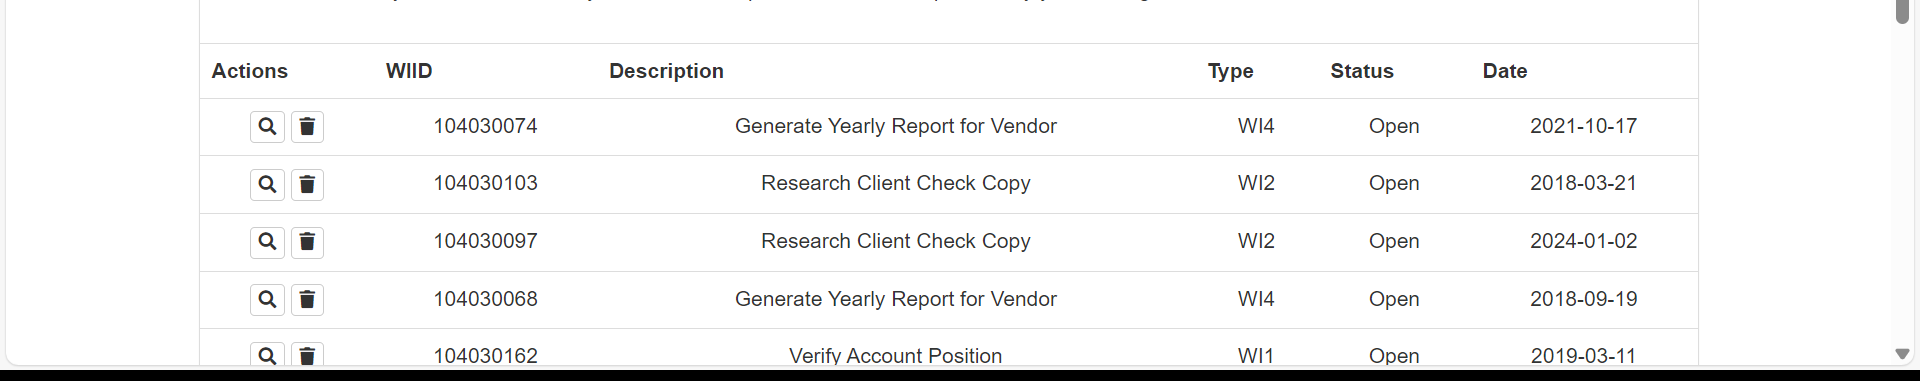 Actions WIID Description Type Status Date
104030074 Generate Yearly Report for Vendor WI4 Open 2021-10-17
104030103 Research Client Check Copy WI2 Open 2018-03-21
104030097 Research Client Check Copy WI2 Open 2024-01-02
104030068 Generate Yearly Report for Vendor WI4 Open 2018-09-19
104030162 Verify Account Position WI1 Open 2019-03-11